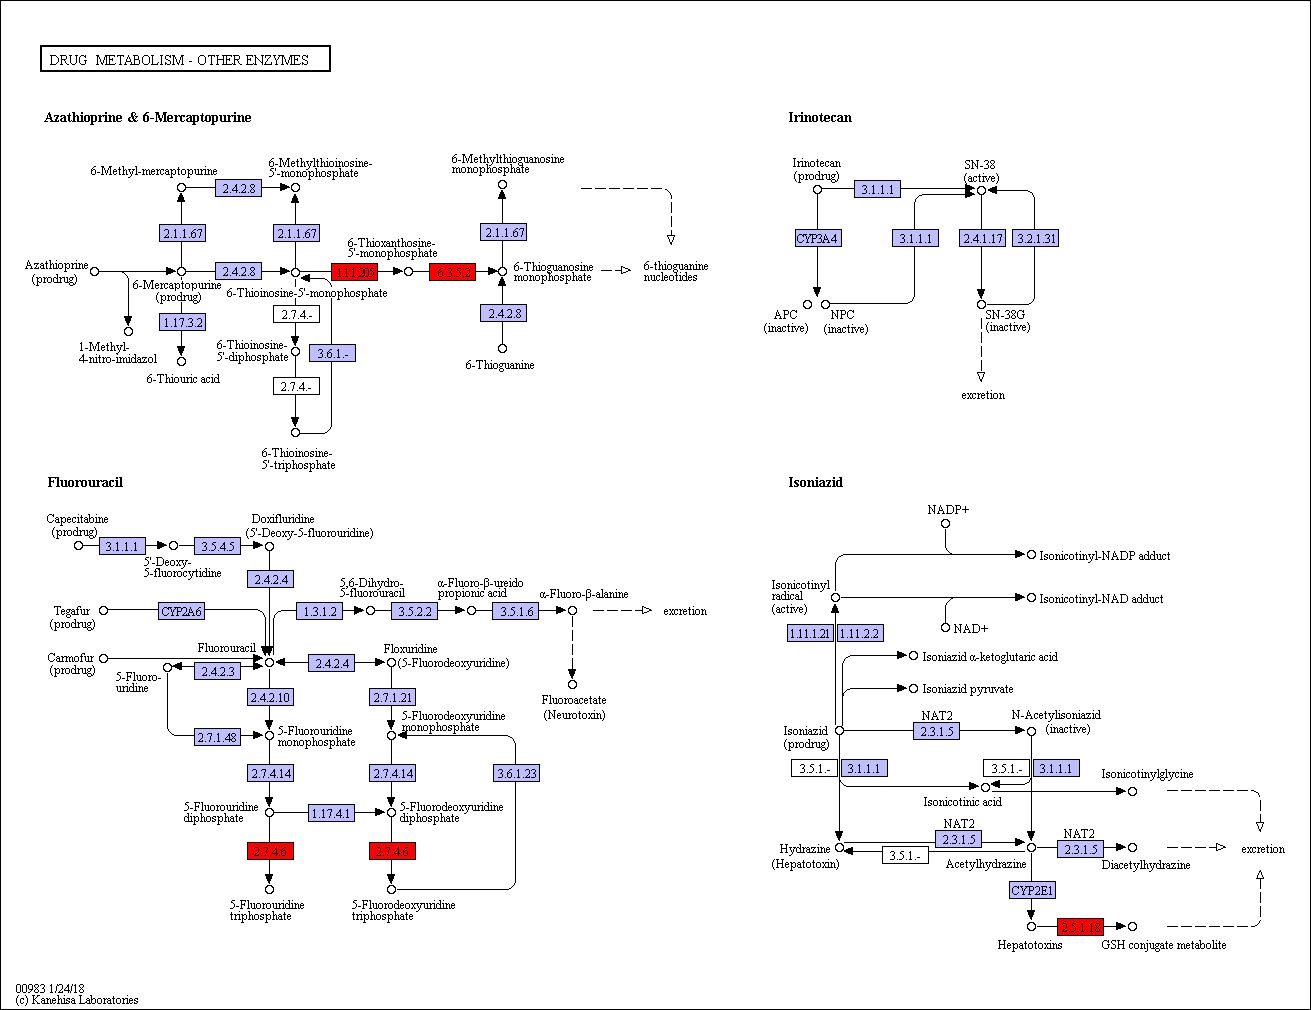 DRUG METABOLISM - OTHER ENZYMES
Azathioprine & 6-Mercaptopurine
6-Methyl-mercaptopurine
2.4.2.8
6-Methylthioinosine-
5'-monophosphate
6-Methylthioguanosine
monophosphate
2.1.1.67
2.1.1.67
2.1.1.67
6-Thioxanthosine-
5'-monophosphate
Azathioprine
(prodrug)
2.4.2.8
1.1.1.205
6.3.5.2
6-Thioguanosine
monophosphate
6-thioguanine
nucleotides
6-Mercaptopurine
(prodrug)
6-Thioinosine-5'-monophosphate
1.17.3.2
2.7.4.-
2.4.2.8
1-Methyl-
4-nitro-imidazol
6-Thioinosine-
5'-diphosphate
3.6.1.-
6-Thioguanine
6-Thiouric acid
2.7.4.-
6-Thioinosine-
5'-triphosphate
Irinotecan
Irinotecan
(prodrug)
3.1.1.1
SN-38
(active)
CYP3A4
3.1.1.1
2.4.1.17
3.2.1.31
APC
(inactive)
NPC
(inactive)
SN-38G
(inactive)
excretion
Fluorouracil
Capecitabine
(prodrug)
3.1.1.1
3.5.4.5
Doxifluridine
(5'-Deoxy-5-fluorouridine)
5'-Deoxy-
5-fluorocytidine
2.4.2.4
Tegafur
(prodrug)
CYP2A6
1.3.1.2
5,6-Dihydro-
5-fluorouracil
3.5.2.2
α-Fluoro-β-ureido
propionic acid
3.5.1.6
α-Fluoro-β-alanine
excretion
Fluorouracil
Carmofur
(prodrug)
2.4.2.3
2.4.2.4
Floxuridine
(5-Fluorodeoxyuridine)
5-Fluoro-
uridine
2.4.2.10
2.7.1.21
Fluoroacetate
(Neurotoxin)
2.7.1.48
5-Fluorouridine
monophosphate
5-Fluorodeoxyuridine
monophosphate
2.7.4.14
2.7.4.14
3.6.1.23
5-Fluorouridine
diphosphate
1.17.4.1
5-Fluorodeoxyuridine
diphosphate
2.7.4.6
2.7.4.6
5-Fluorouridine
triphosphate
5-Fluorodeoxyuridine
triphosphate
Isoniazid
NADP+
Isonicotinyl-NADP adduct
Isonicotinyl
radical
(active)
Isonicotinyl-NAD adduct
NAD+
1.11.1.21
1.11.2.2
Isoniazid α-ketoglutaric acid
Isoniazid pyruvate
Isoniazid
(prodrug)
NAT2
2.3.1.5
N-Acetylisoniazid
(inactive)
3.5.1.-
3.1.1.1
3.5.1.-
3.1.1.1
Isonicotinylglycine
Isonicotinic acid
Hydrazine
(Hepatotoxin)
NAT2
2.3.1.5
3.5.1.-
Acetylhydrazine
NAT2
2.3.1.5
Diacetylhydrazine
excretion
CYP2E1
Hepatotoxins
2.5.1.18
GSH conjugate metabolite
00983 1/24/18
(c) Kanehisa Laboratories